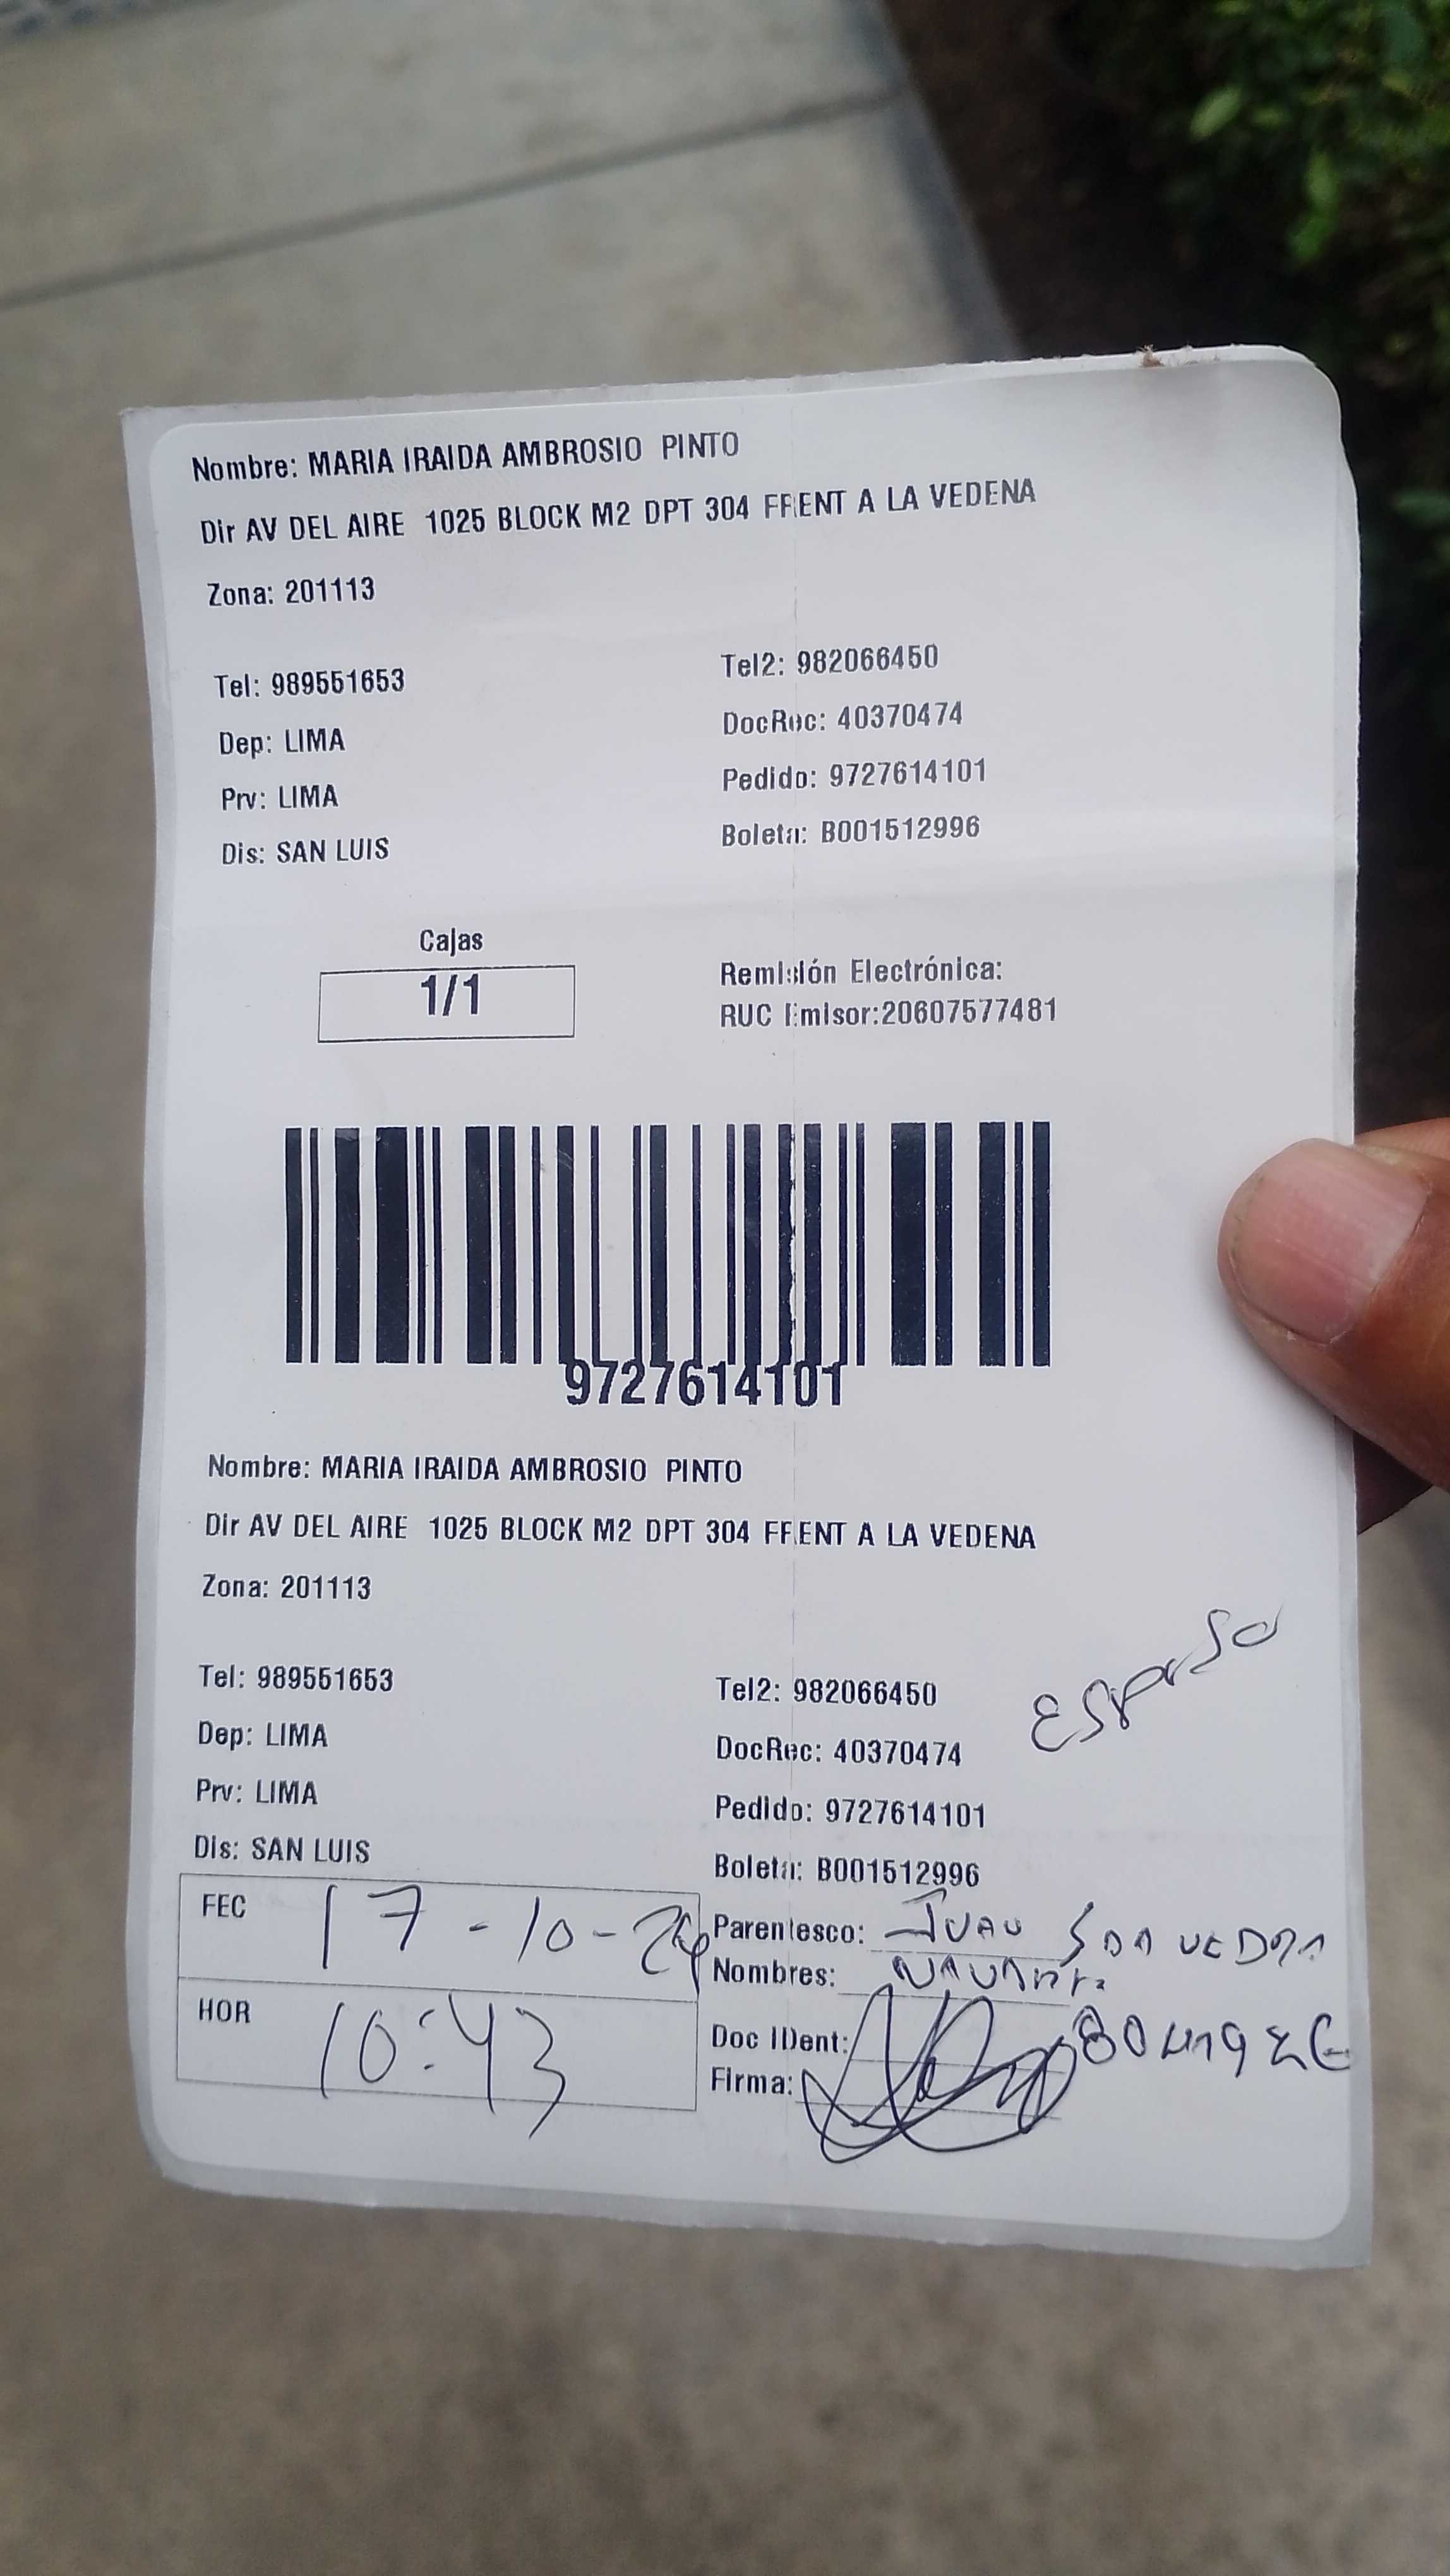 Nombre: MARIA IRAIDA AMBROSIO PINTO
Dir AV DEL AIRE 1025 BLOCK M2 DPT 304 FRENT A LA VEDENA
Zona: 201113
Tel: 989551653
Tel2: 982066450
Dep: LIMA
DocRec: 40370474
Prv: LIMA
Pedido: 9727614101
Dis: SAN LUIS
Boleta: B001512996
Cajas
1/1
Remisión Electrónica:
RUC Emisor:20607577481
9727614101
Nombre: MARIA IRAIDA AMBROSIO PINTO
Dir AV DEL AIRE 1025 BLOCK M2 DPT 304 FRENT A LA VEDENA
Zona: 201113
Tel: 989551653
Tel2: 982066450
Esposo
Dep: LIMA
DocRec: 40370474
Prv: LIMA
Pedido: 9727614101
Dis: SAN LUIS
Boleta: B001512996
FEC 17-10-24
Parentesco: Juan
Nombres:
HOR 10:43
Doc IDent:
Firma: